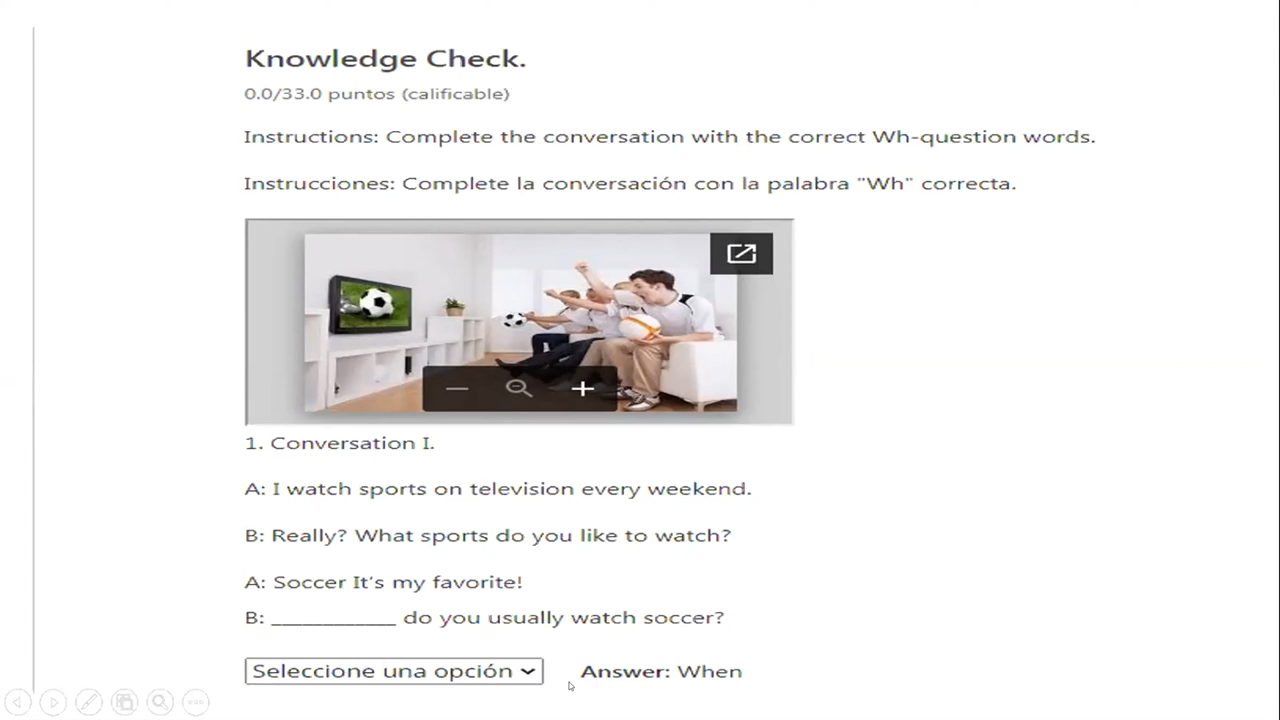 Knowledge Check.
0.0/33.0 puntos (calificable)
Instructions: Complete the conversation with the correct Wh-question words.
Instrucciones: Complete la conversación con la palabra "Wh" correcta.
1. Conversation I.
A: I watch sports on television every weekend.
B: Really? What sports do you like to watch?
A: Soccer It's my favorite!
B: ____________ do you usually watch soccer?
Seleccione una opción Answer: When